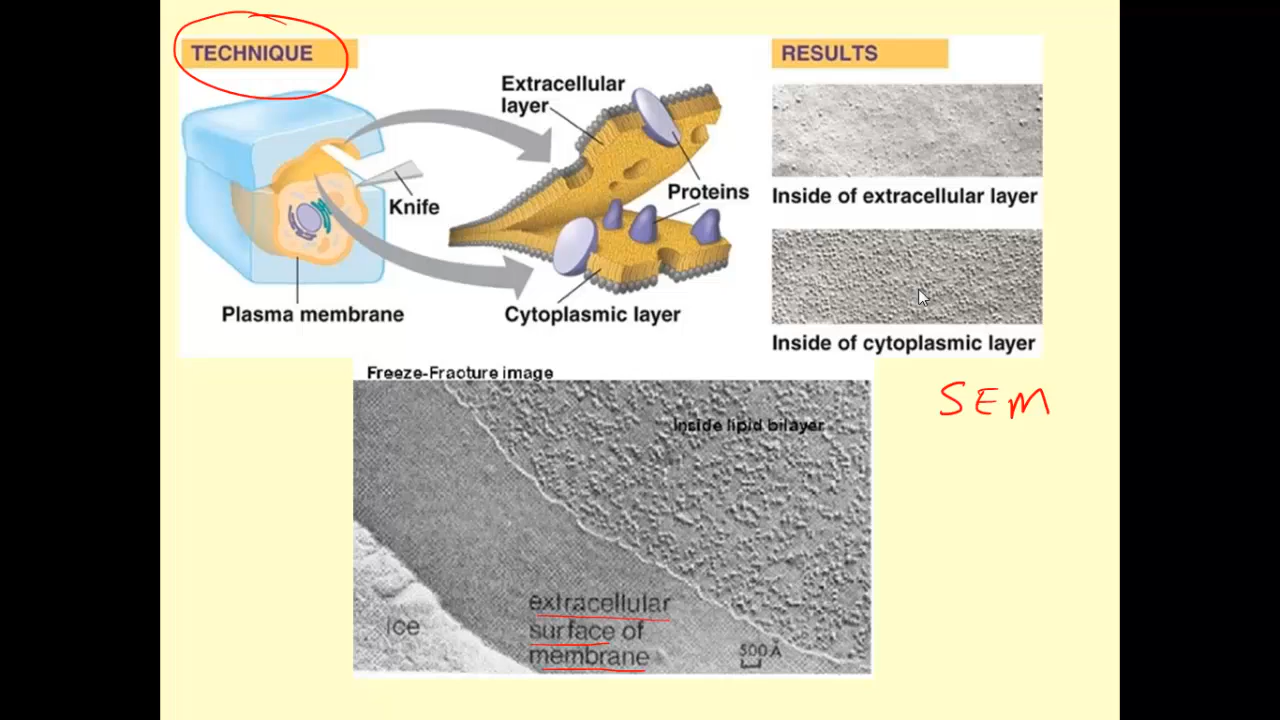 TECHNIQUE
Extracellular
layer
Proteins
Knife
Plasma membrane
Cytoplasmic layer
RESULTS
Inside of extracellular layer
Inside of cytoplasmic layer
SEM
Freeze-Fraoture image
Inside lipid bilayer
extracellular
surface of
membrane
Ice
500 Å